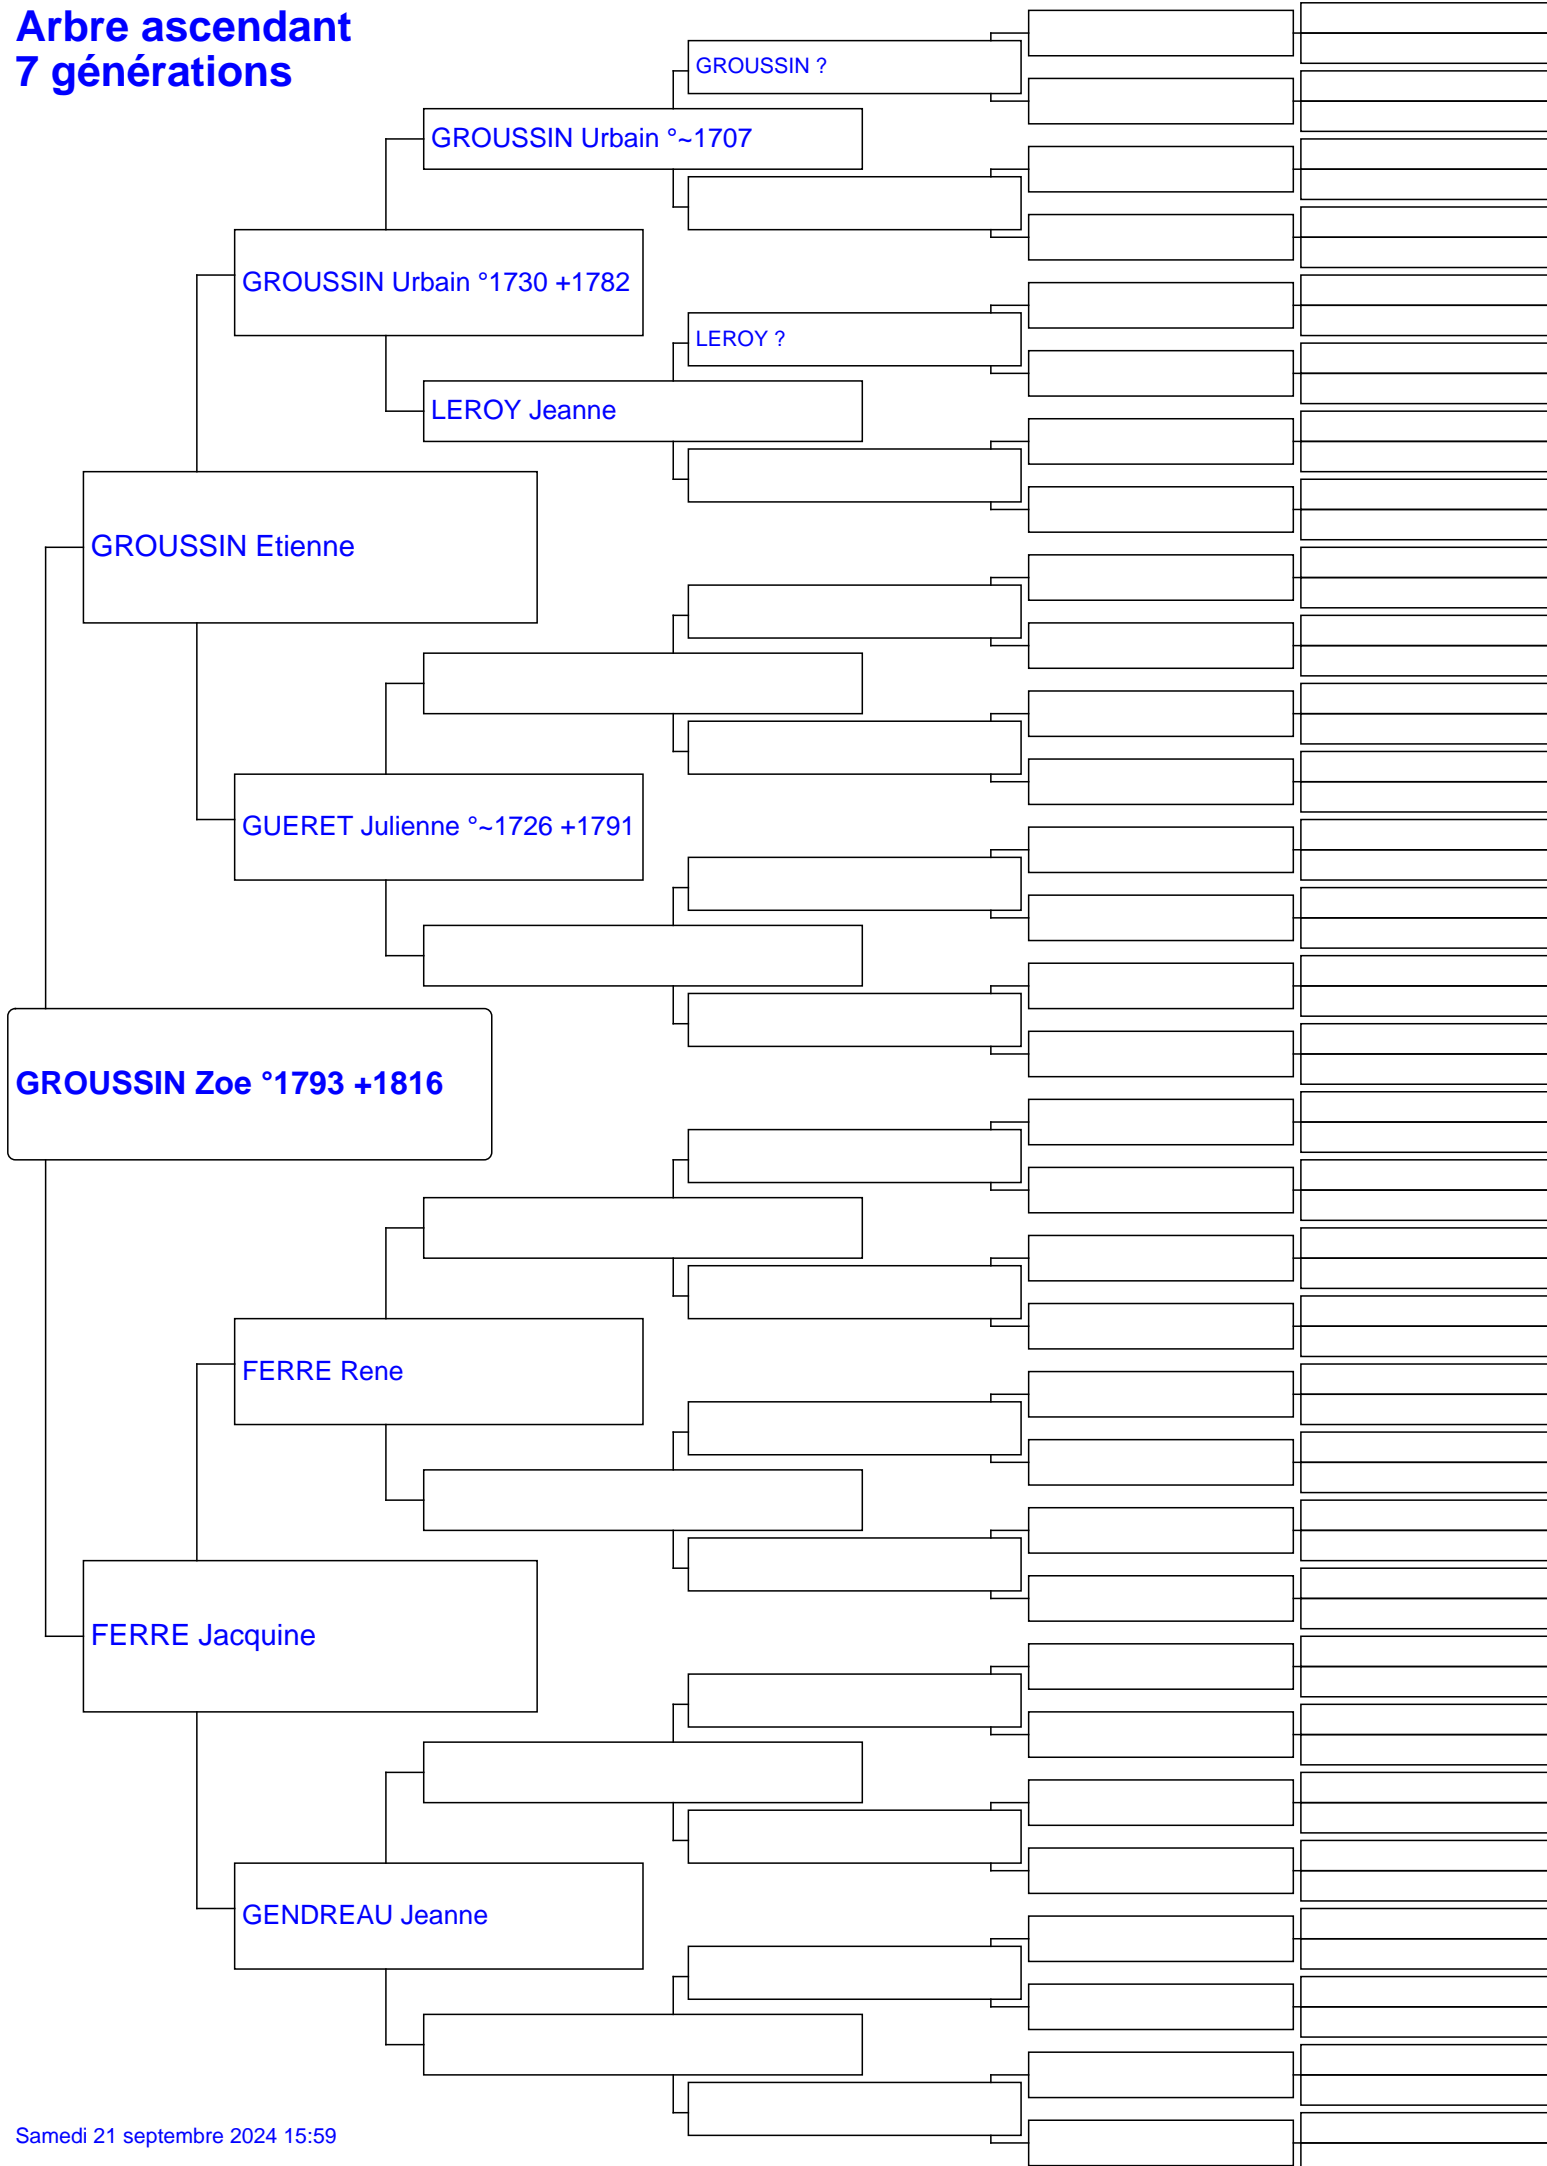 Arbre ascendant
7 générations
GROUSSIN ?
GROUSSIN Urbain °~1707
GROUSSIN Urbain °1730 +1782
LEROY ?
LEROY Jeanne
GROUSSIN Etienne
GUERET Julienne °~1726 +1791
GROUSSIN Zoe °1793 +1816
FERRE Rene
FERRE Jacquine
GENDREAU Jeanne
Samedi 21 septembre 2024 15:59